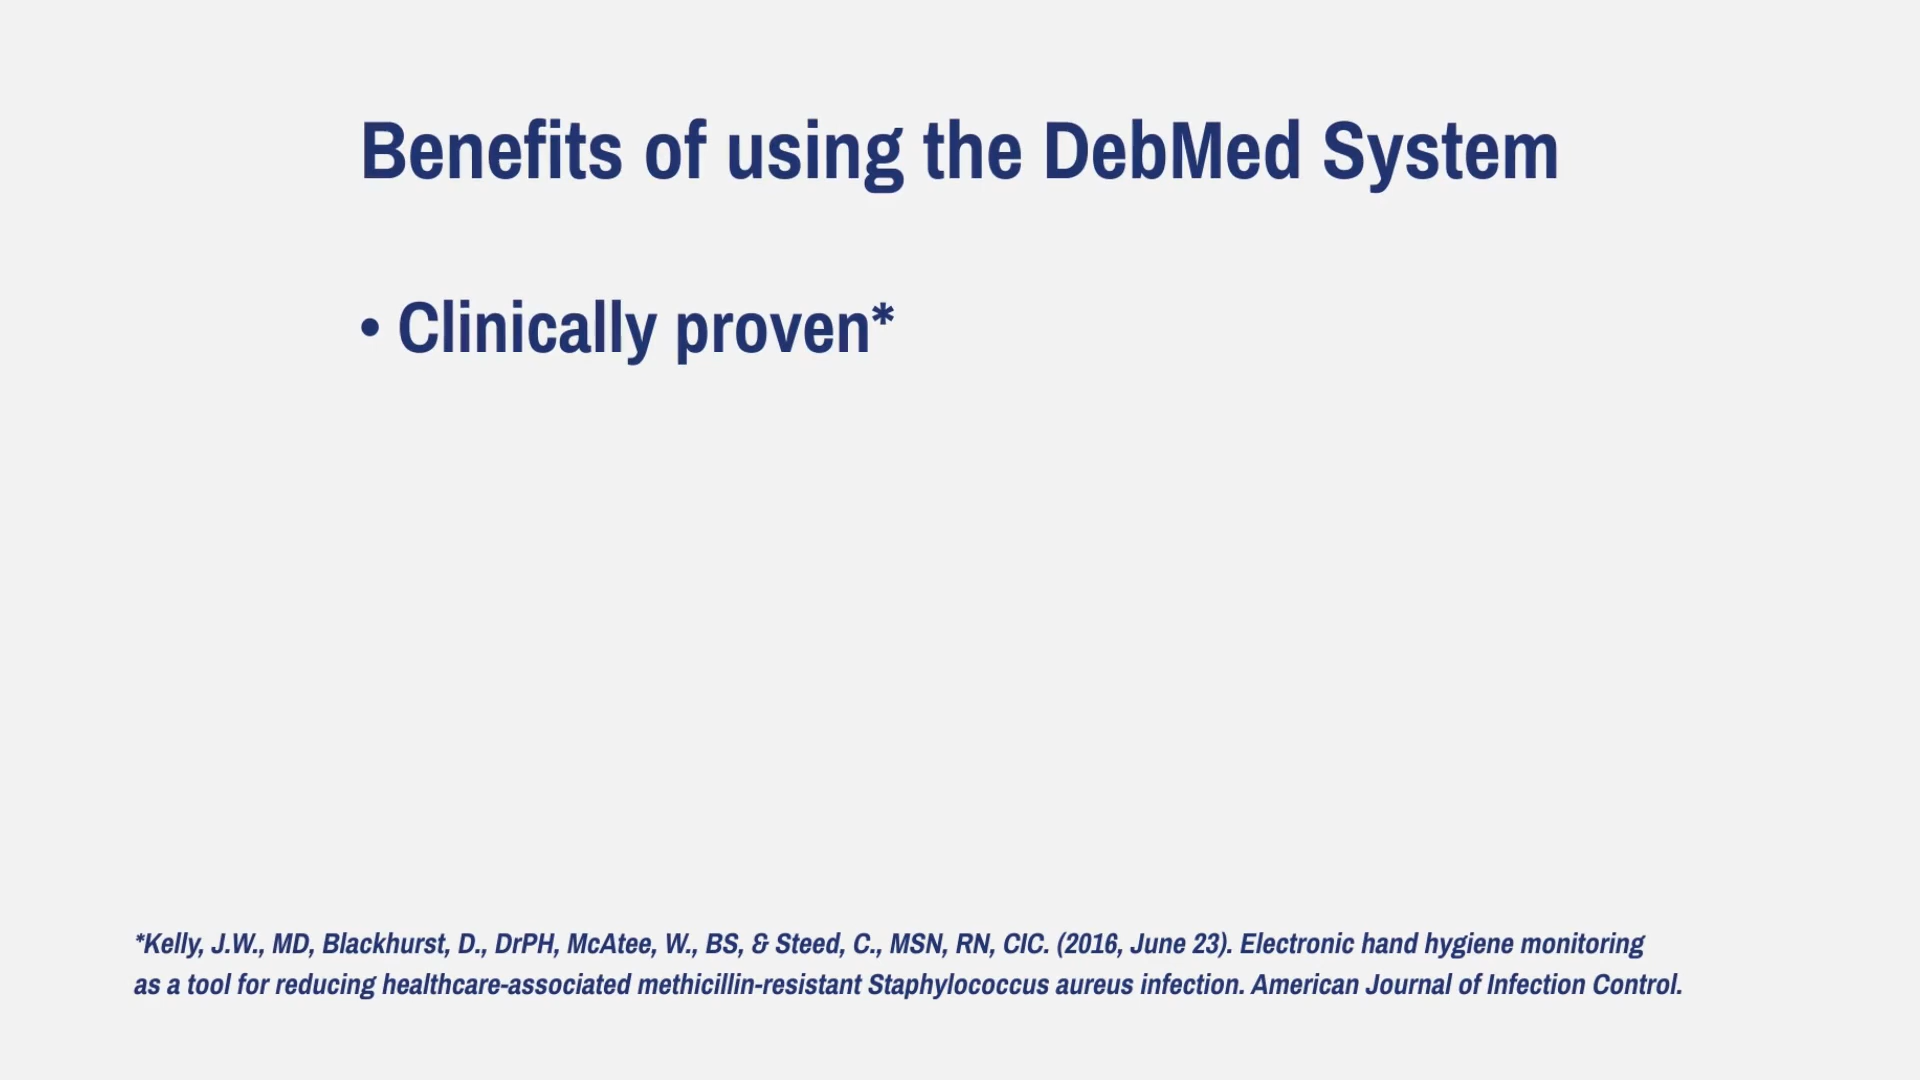 Benefits of using the DebMed System
• Clinically proven*
*Kelly, J.W., MD, Blackhurst, D., DrPH, McAtee, W., BS, & Steed, C., MSN, RN, CIC. (2016, June 23). Electronic hand hygiene monitoring
as a tool for reducing healthcare-associated methicillin-resistant Staphylococcus aureus infection. American Journal of Infection Control.